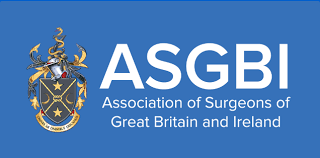 ASGBI
Association of Surgeons of
Great Britain and Ireland